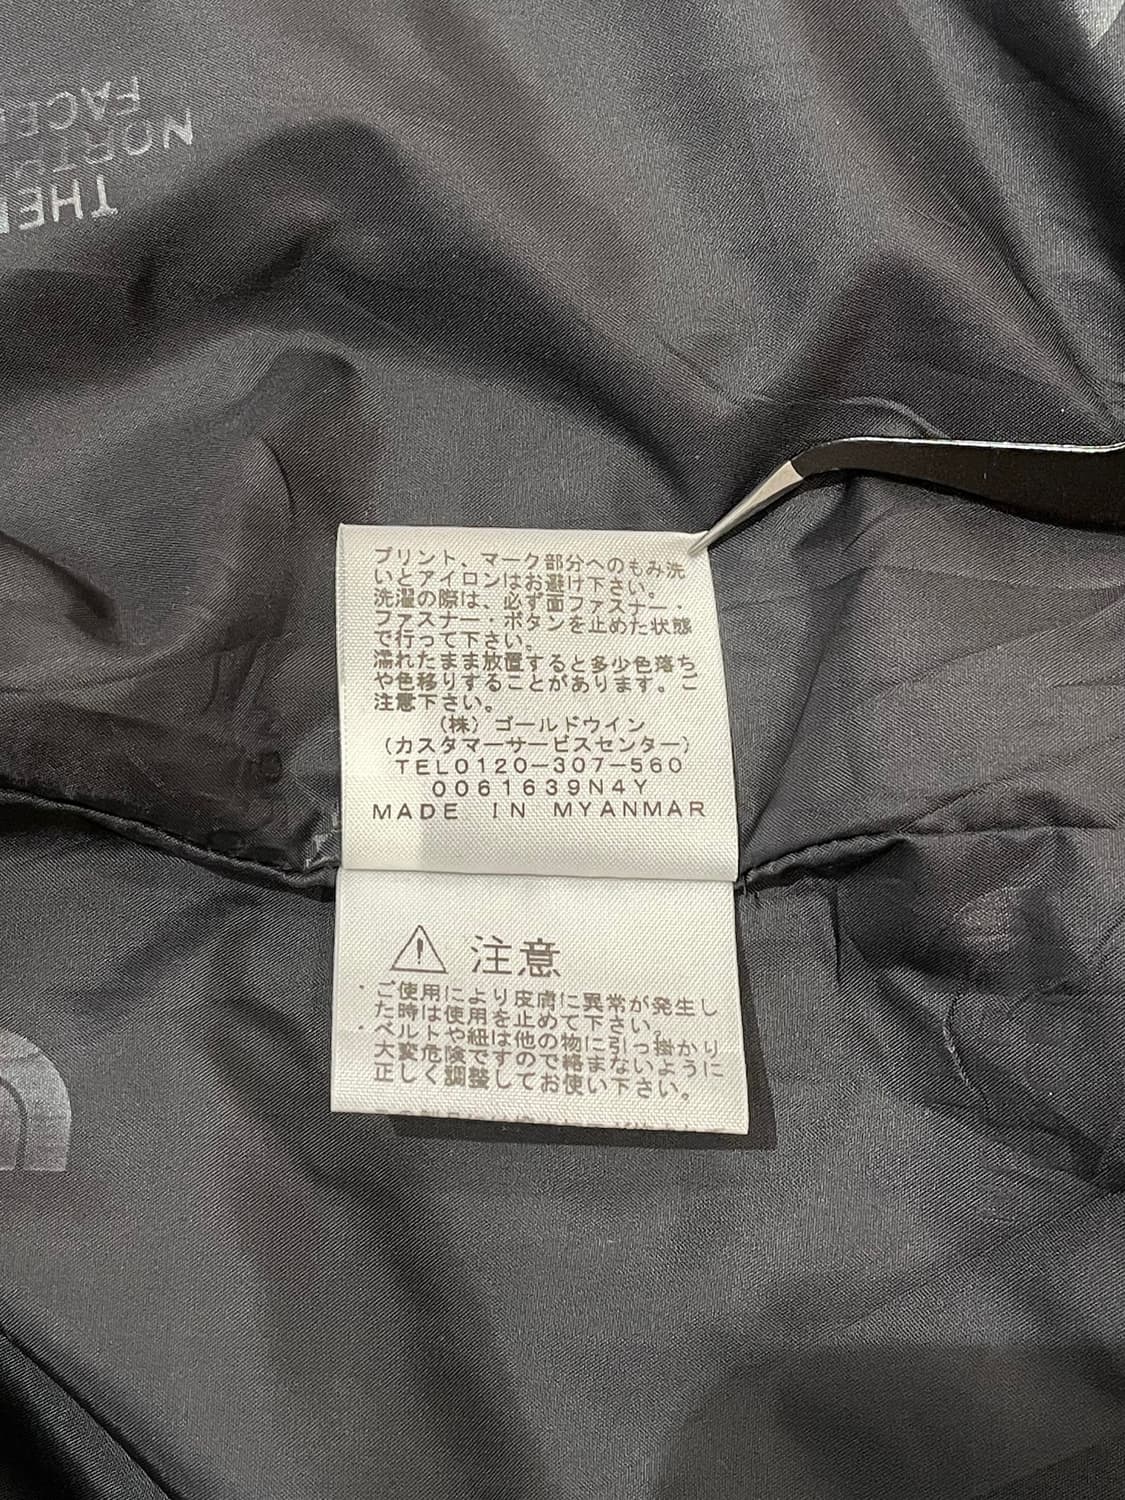 THE
NORTH
FACE
プリント、マーク部分へのもみ洗
いとアイロンはお避け下さい。
洗濯の際は、必ず面ファスナー・
ファスナー・ボタンを止めた状態
で行って下さい。
濡れたまま放置すると多少色落ち
や色移りすることがあります。ご
注意下さい。
(株)ゴールドウイン
(カスタマーサービスセンター)
TEL0120-307-560
0061639N4Y
MADE IN MYANMAR
注意
・ご使用により皮膚に異常が発生し
た時は使用を止めて下さい。
・ベルトや紐は他の物に引っ掛かり
大変危険ですので絡まないように
正しく調整してお使い下さい。